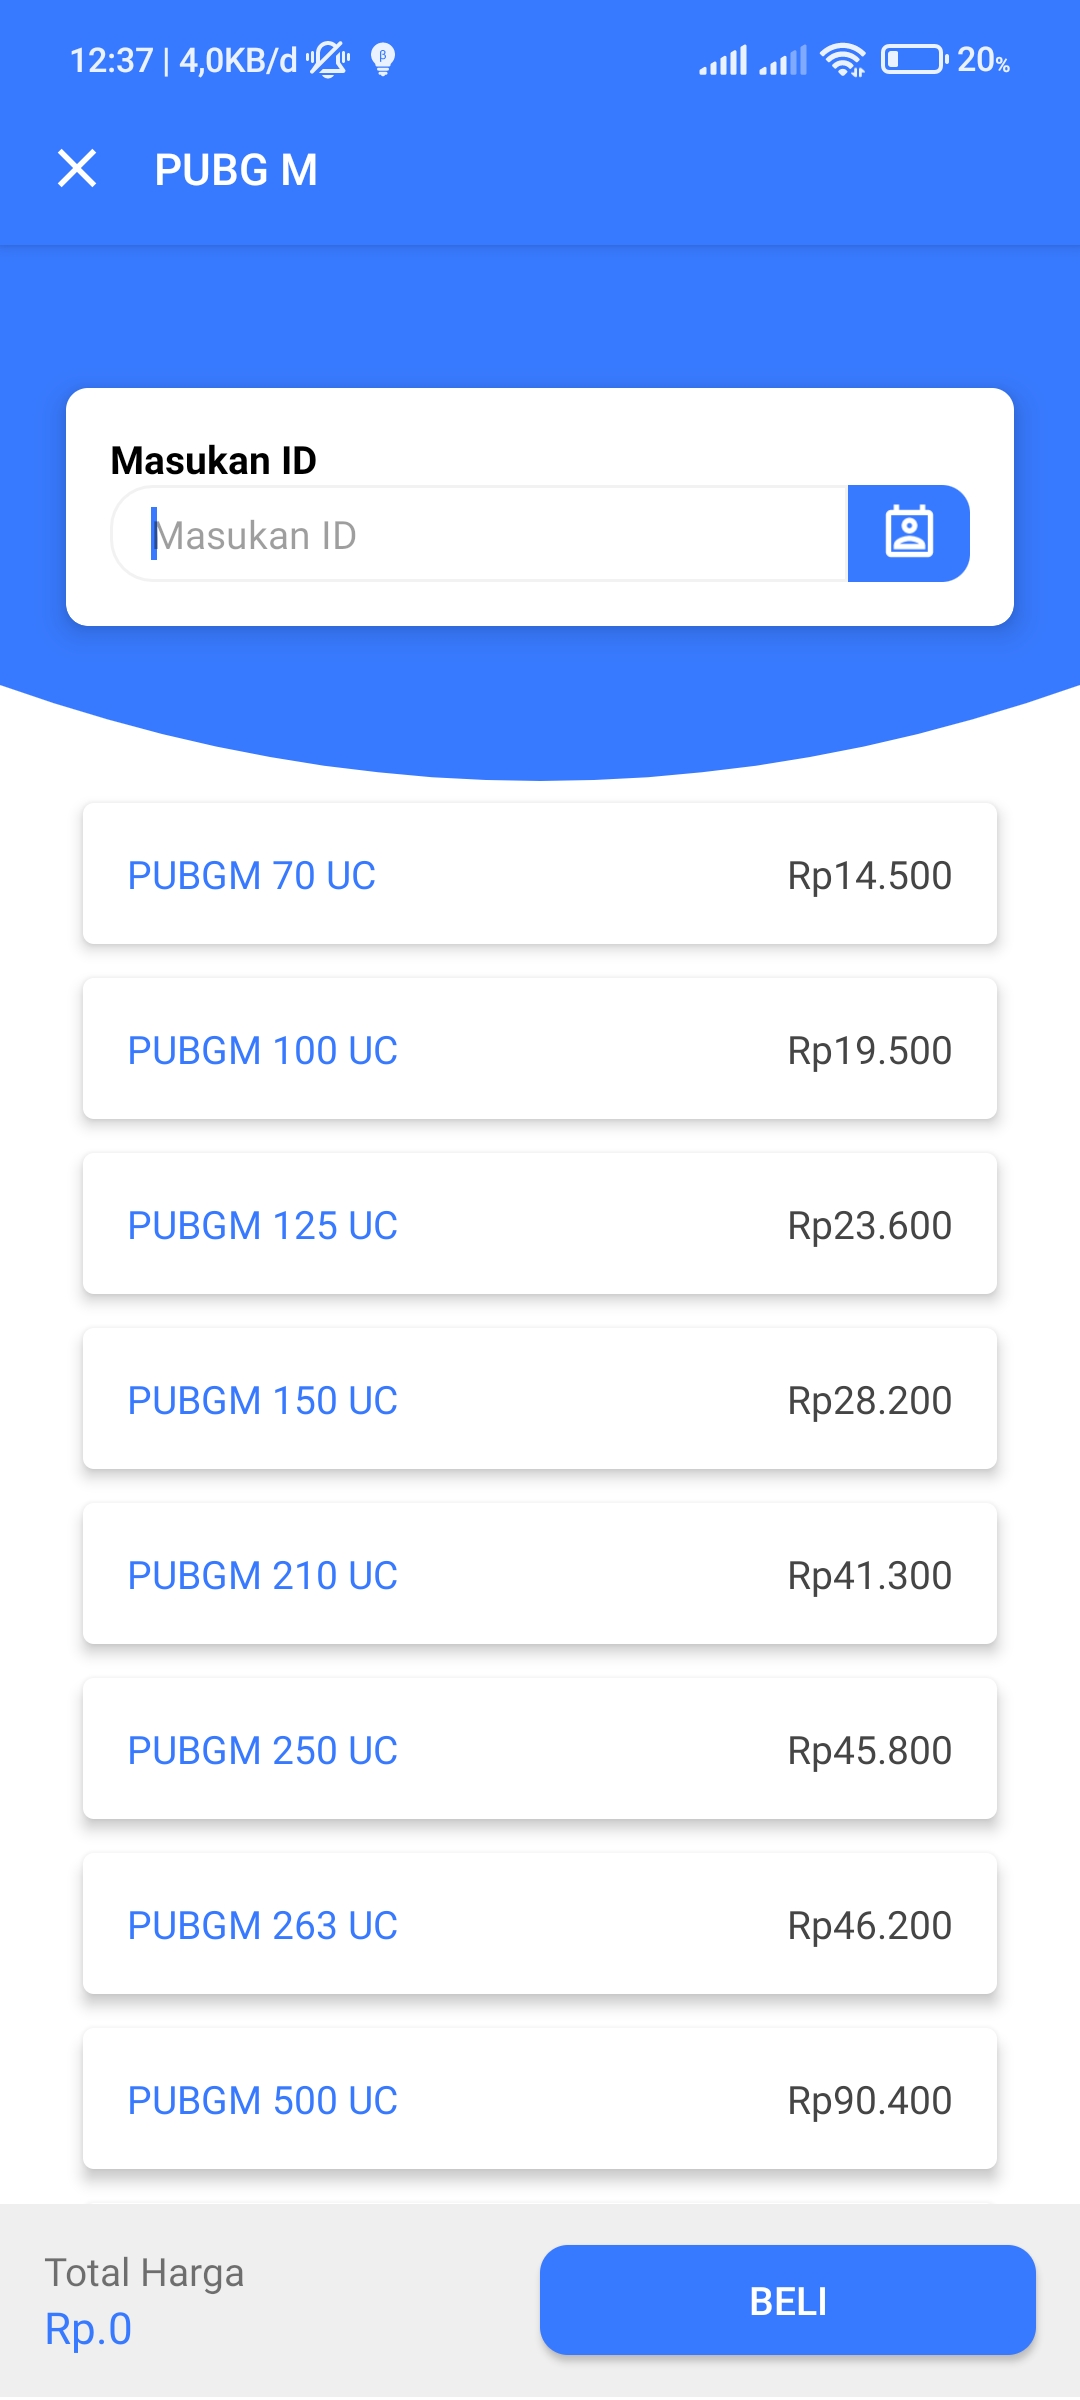 12:37 | 4,0KB/d β 20%
PUBG M
Masukan ID
Masukan ID
PUBGM 70 UC Rp14.500
PUBGM 100 UC Rp19.500
PUBGM 125 UC Rp23.600
PUBGM 150 UC Rp28.200
PUBGM 210 UC Rp41.300
PUBGM 250 UC Rp45.800
PUBGM 263 UC Rp46.200
PUBGM 500 UC Rp90.400
Total Harga
Rp.0
BELI